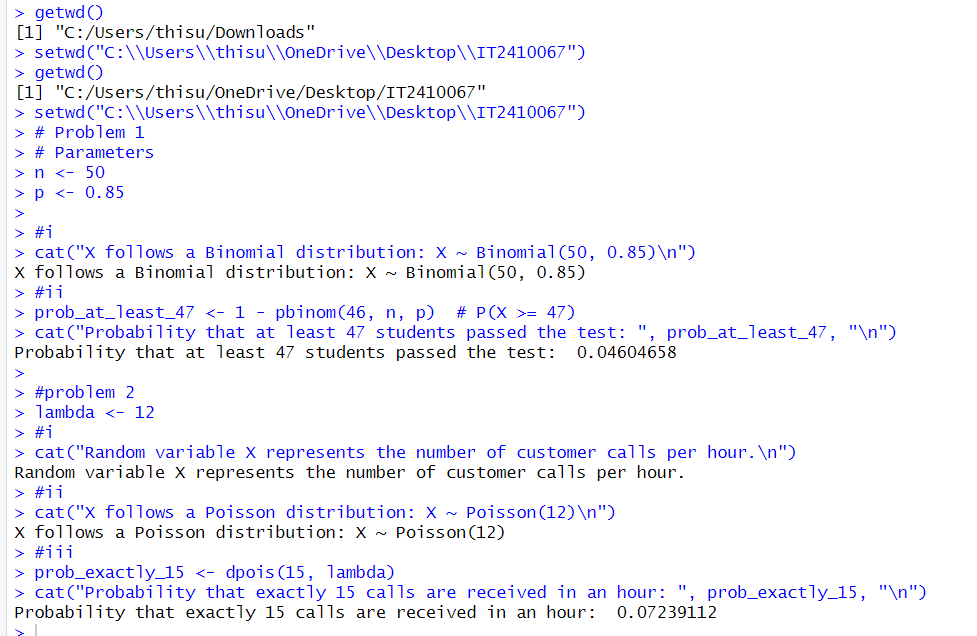 > getwd()
[1] "C:/Users/thisu/Downloads"
> setwd("C:\\Users\\thisu\\OneDrive\\Desktop\\IT2410067")
> getwd()
[1] "C:/Users/thisu/OneDrive/Desktop/IT2410067"
> setwd("C:\\Users\\thisu\\OneDrive\\Desktop\\IT2410067")
> # Problem 1
> # Parameters
> n <- 50
> p <- 0.85
>
> #i
> cat("X follows a Binomial distribution: X ~ Binomial(50, 0.85)\n")
X follows a Binomial distribution: X ~ Binomial(50, 0.85)
> #ii
> prob_at_least_47 <- 1 - pbinom(46, n, p)  # P(X >= 47)
> cat("Probability that at least 47 students passed the test: ", prob_at_least_47, "\n")
Probability that at least 47 students passed the test:  0.04604658
>
> #problem 2
> lambda <- 12
> #i
> cat("Random variable X represents the number of customer calls per hour.\n")
Random variable X represents the number of customer calls per hour.
> #ii
> cat("X follows a Poisson distribution: X ~ Poisson(12)\n")
X follows a Poisson distribution: X ~ Poisson(12)
> #iii
> prob_exactly_15 <- dpois(15, lambda)
> cat("Probability that exactly 15 calls are received in an hour: ", prob_exactly_15, "\n")
Probability that exactly 15 calls are received in an hour:  0.07239112
>